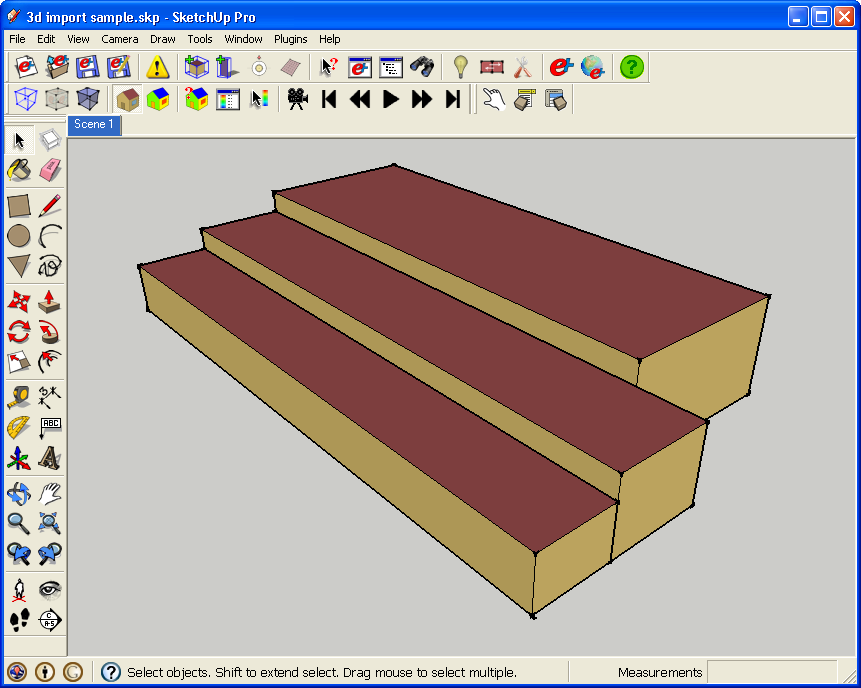 3d import sample.skp - SketchUp Pro
File Edit View Camera Draw Tools Window Plugins Help
Scene 1
ABC
Select objects. Shift to extend select. Drag mouse to select multiple.
Measurements